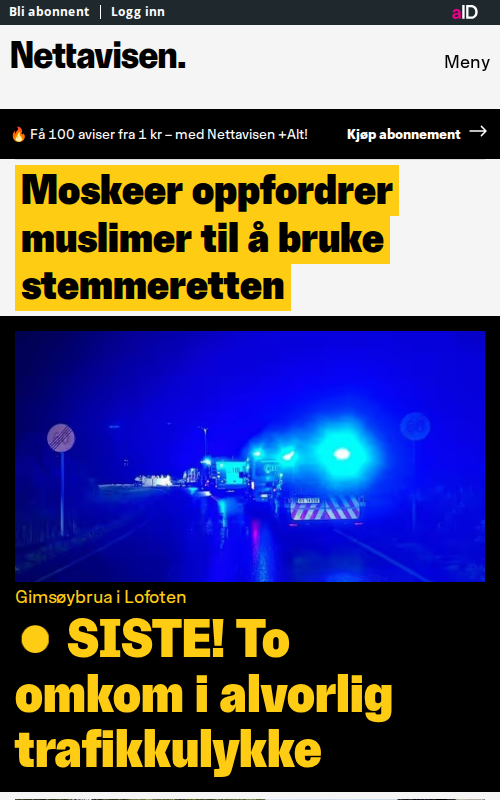 Bli abonnent | Logg inn
aID
Nettavisen.
Meny
🔥 Få 100 aviser fra 1 kr – med Nettavisen +Alt!
Kjøp abonnement →
Moskeer oppfordrer
muslimer til å bruke
stemmeretten
Gimsøybrua i Lofoten
● SISTE! To
omkom i alvorlig
trafikkulykke